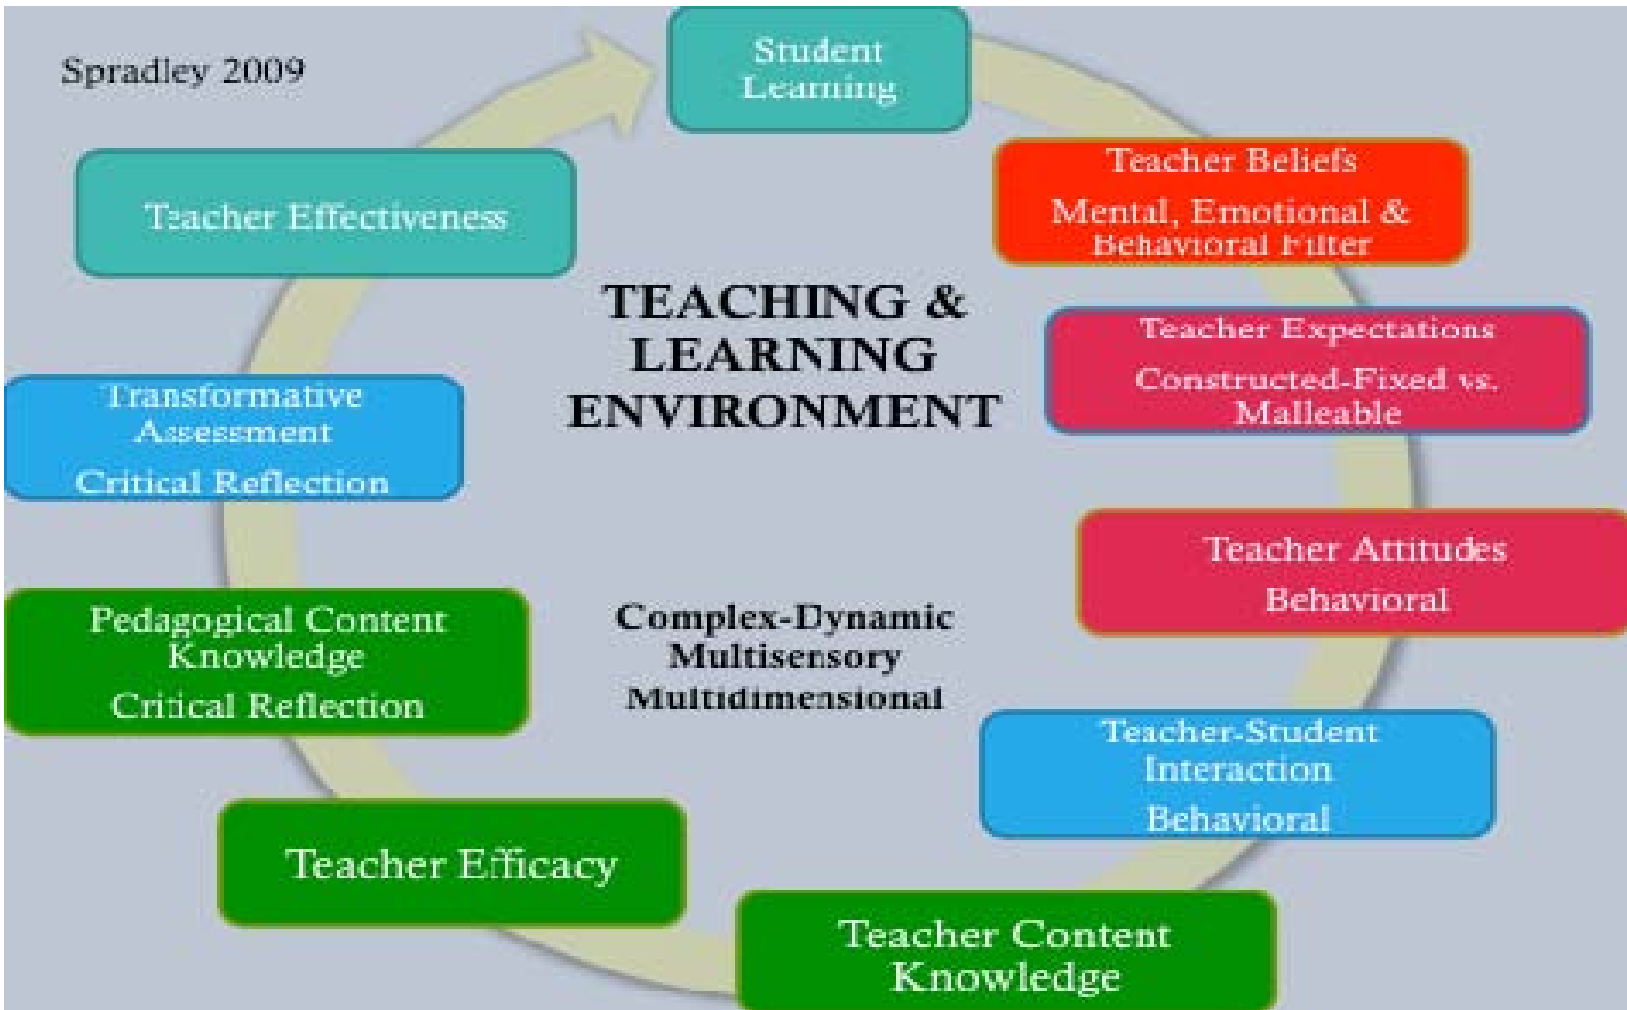 Spradley 2009
Student
Learning
Teacher Beliefs
Mental, Emotional &
Behavioral Filter
Teacher Expectations
Constructed-Fixed vs.
Malleable
Teacher Attitudes
Behavioral
Teacher-Student
Interaction
Behavioral
Teacher Content
Knowledge
Teacher Efficacy
Pedagogical Content
Knowledge
Critical Reflection
Transformative
Assessment
Critical Reflection
Teacher Effectiveness
TEACHING &
LEARNING
ENVIRONMENT
Complex-Dynamic
Multisensory
Multidimensional